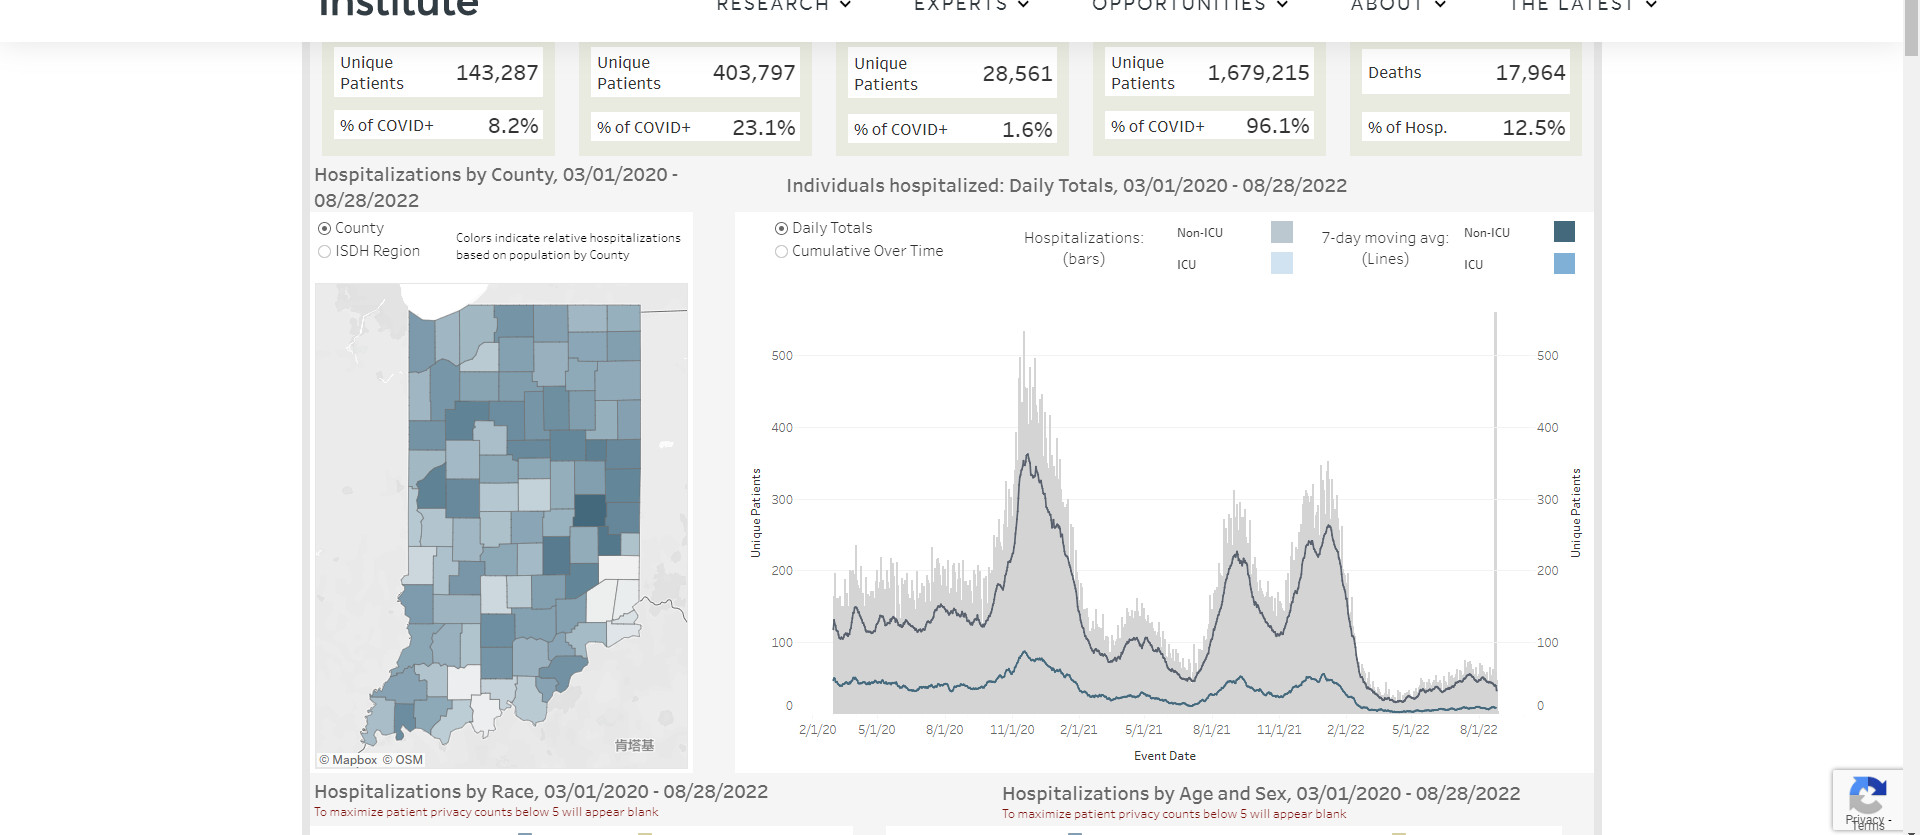 Institute
RESEARCH EXPERTS OPPORTUNITIES ABOUT THE LATEST
Unique Patients 143,287
% of COVID+ 8.2%
Unique Patients 403,797
% of COVID+ 23.1%
Unique Patients 28,561
% of COVID+ 1.6%
Unique Patients 1,679,215
% of COVID+ 96.1%
Deaths 17,964
% of Hosp. 12.5%
Hospitalizations by County, 03/01/2020 -
08/28/2022
County
ISDH Region
Colors indicate relative hospitalizations
based on population by County
肯塔基
© Mapbox © OSM
Individuals hospitalized: Daily Totals, 03/01/2020 - 08/28/2022
Daily Totals
Cumulative Over Time
Hospitalizations:
(bars)
Non-ICU
ICU
7-day moving avg:
(Lines)
Non-ICU
ICU
Unique Patients
500
400
300
200
100
0
500
400
300
200
100
0
Unique Patients
2/1/20 5/1/20 8/1/20 11/1/20 2/1/21 5/1/21 8/1/21 11/1/21 2/1/22 5/1/22 8/1/22
Event Date
Hospitalizations by Race, 03/01/2020 - 08/28/2022
To maximize patient privacy counts below 5 will appear blank
Hospitalizations by Age and Sex, 03/01/2020 - 08/28/2022
To maximize patient privacy counts below 5 will appear blank
Privacy -
Terms